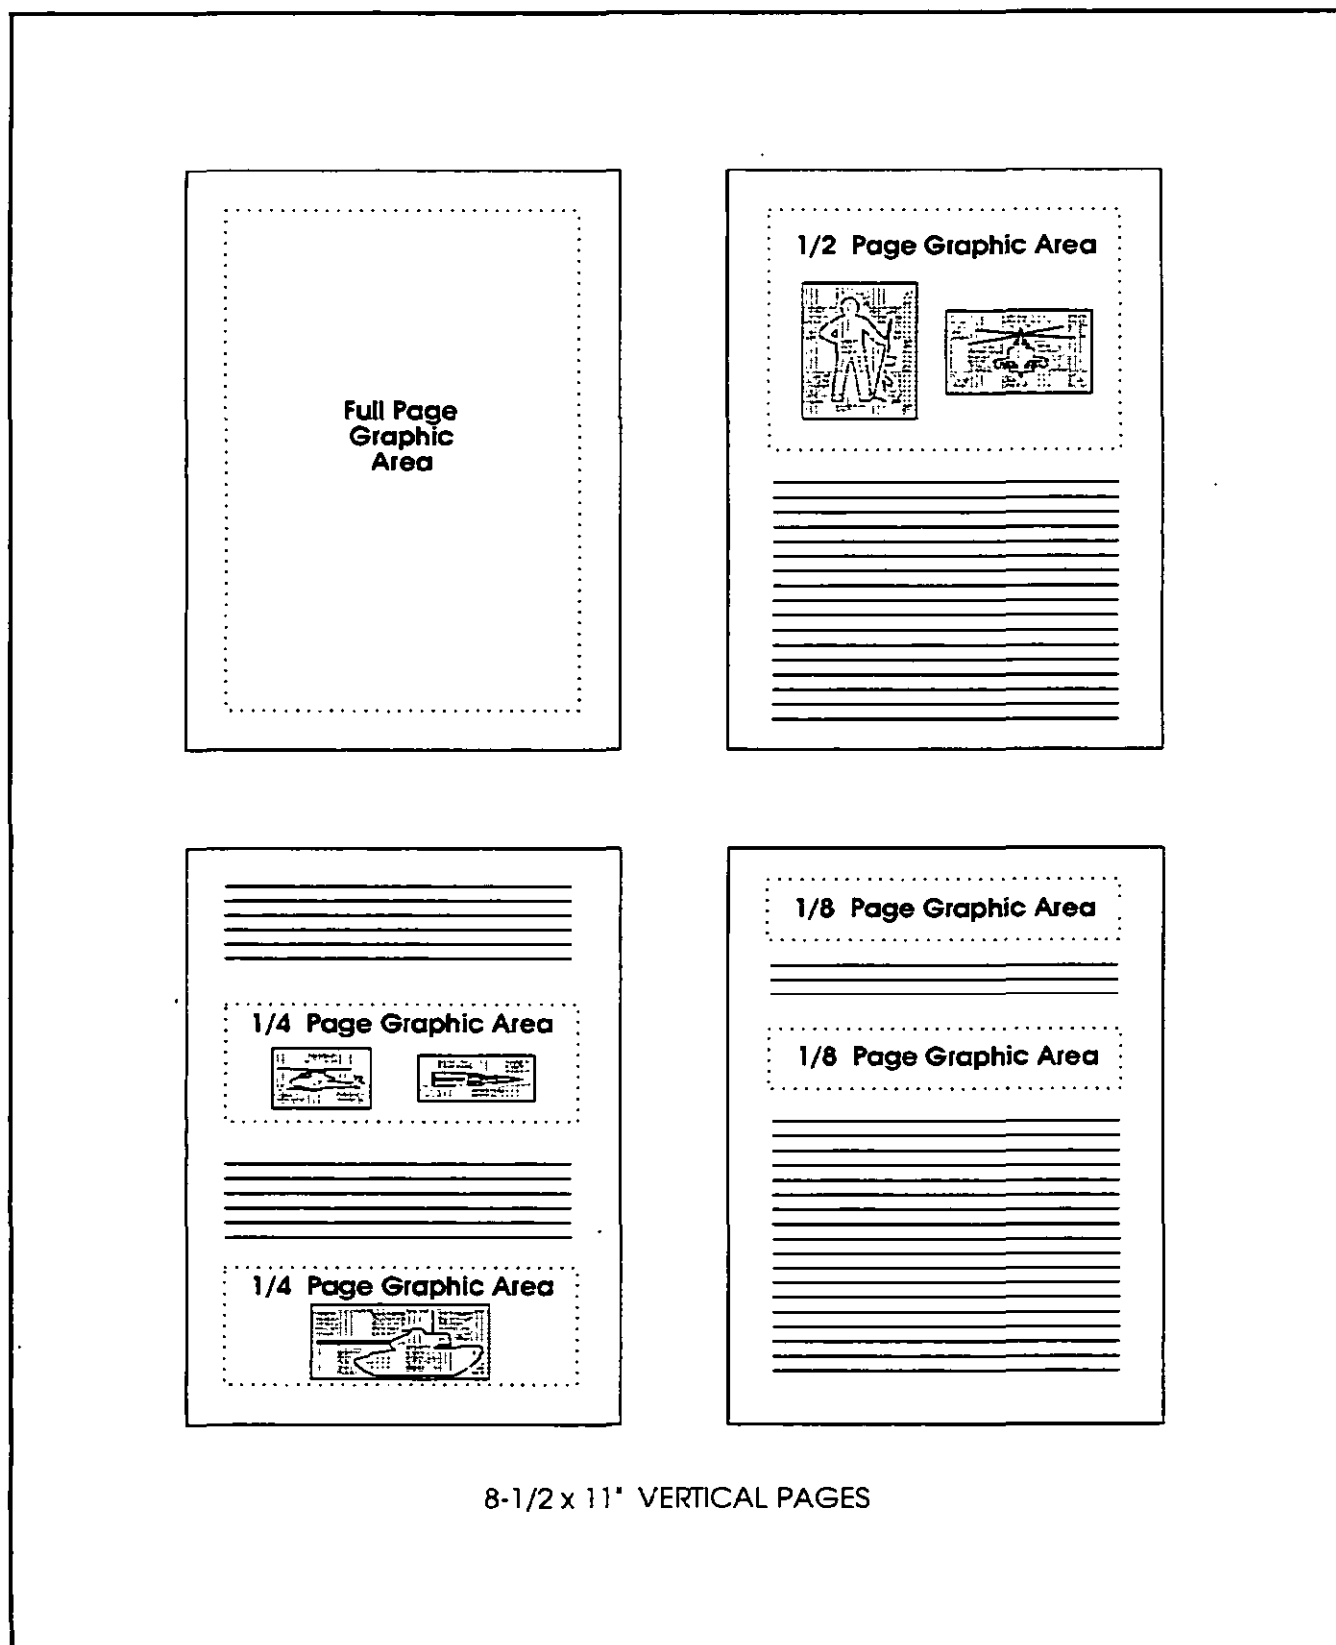 Full Page
Graphic
Area
1/2 Page Graphic Area
1/4 Page Graphic Area
1/4 Page Graphic Area
1/8 Page Graphic Area
1/8 Page Graphic Area
8-1/2 x 11" VERTICAL PAGES